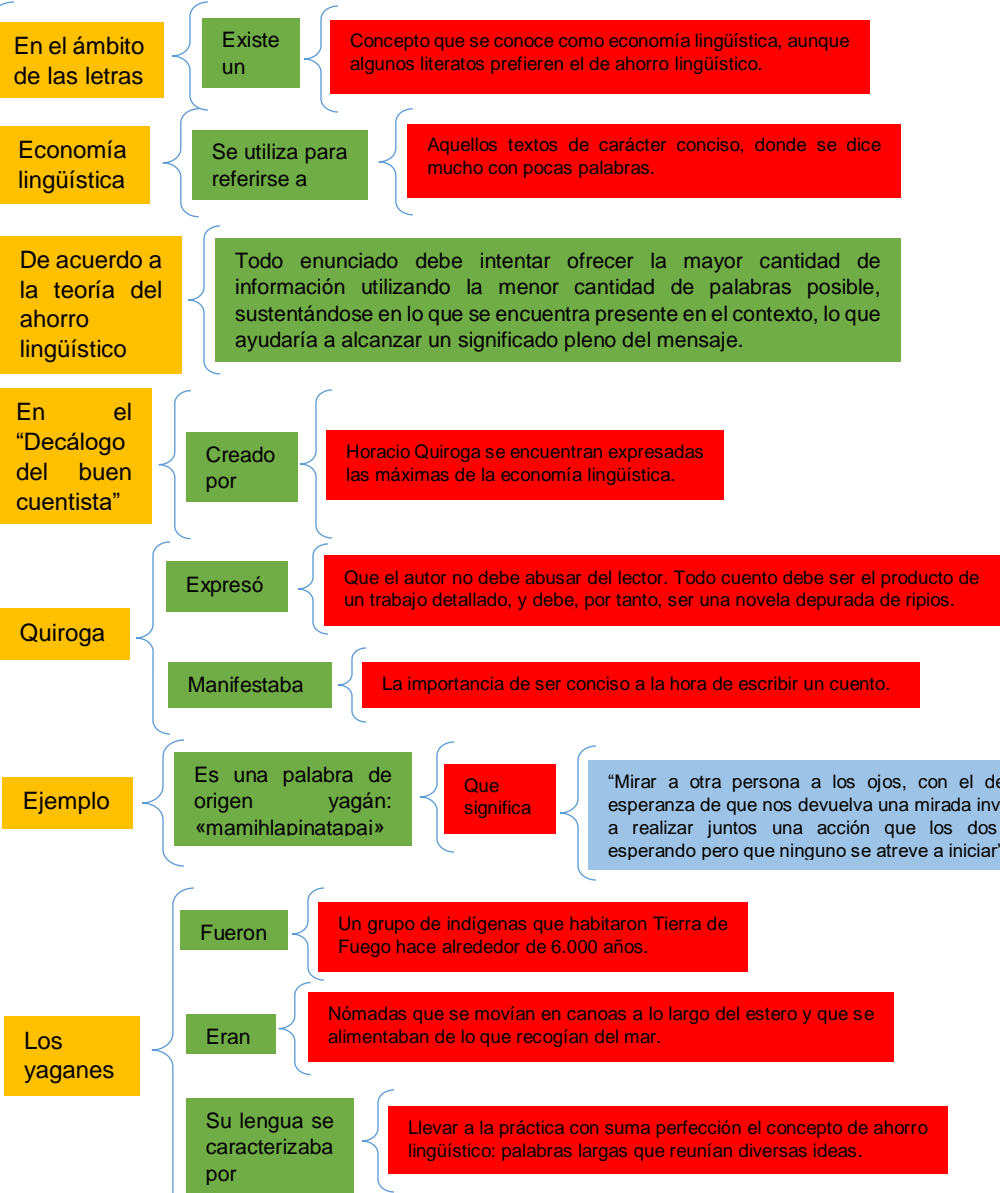 En el ámbito
de las letras
Existe
un
Concepto que se conoce como economía lingüística, aunque
algunos literatos prefieren el de ahorro lingüístico.
Economía
lingüística
Se utiliza para
referirse a
Aquellos textos de carácter conciso, donde se dice
mucho con pocas palabras.
De acuerdo a
la teoría del
ahorro
lingüístico
Todo enunciado debe intentar ofrecer la mayor cantidad de
información utilizando la menor cantidad de palabras posible,
sustentándose en lo que se encuentra presente en el contexto, lo que
ayudaría a alcanzar un significado pleno del mensaje.
En el
“Decálogo
del buen
cuentista”
Creado
por
Horacio Quiroga se encuentran expresadas
las máximas de la economía lingüística.
Quiroga
Expresó
Que el autor no debe abusar del lector. Todo cuento debe ser el producto de
un trabajo detallado, y debe, por tanto, ser una novela depurada de ripios.
Manifestaba
La importancia de ser conciso a la hora de escribir un cuento.
Ejemplo
Es una palabra de
origen yagán:
«mamihlapinatapai»
Que
significa
“Mirar a otra persona a los ojos, con el
esperanza de que nos devuelva una mirada
a realizar juntos una acción que los dos
esperando pero que ninguno se atreve a iniciar”
Los
yaganes
Fueron
Un grupo de indígenas que habitaron Tierra de
Fuego hace alrededor de 6.000 años.
Eran
Nómadas que se movían en canoas a lo largo del estero y que se
alimentaban de lo que recogían del mar.
Su lengua se
caracterizaba
por
Llevar a la práctica con suma perfección el concepto de ahorro
lingüístico: palabras largas que reunían diversas ideas.